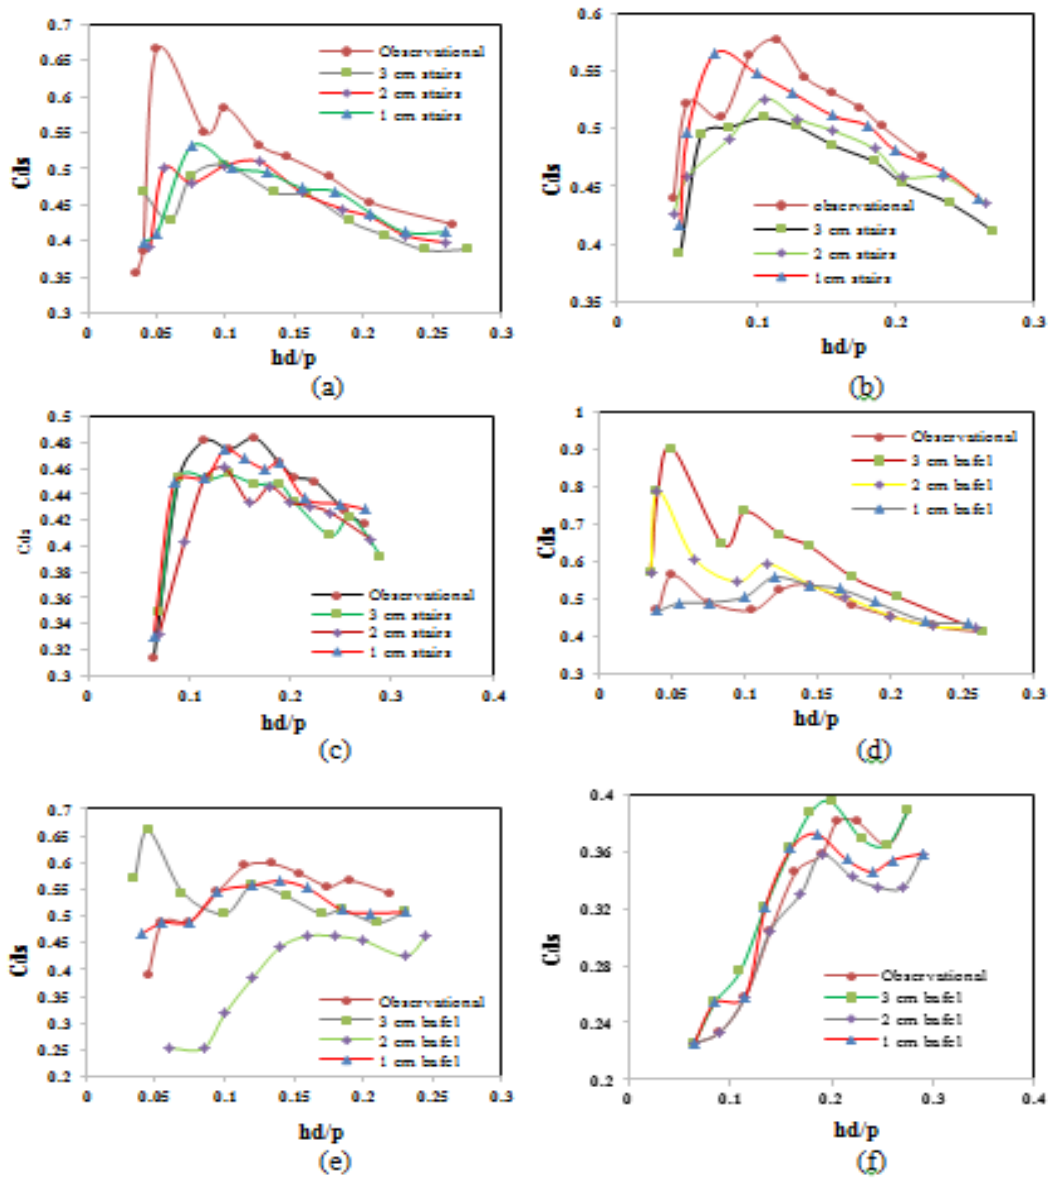 0.7
0.65
0.6
0.55
0.5
0.45
0.4
0.35
0.3
Cds
Observational
3 cm stairs
2 cm stairs
1 cm stairs
0 0.05 0.1 0.15 0.2 0.25 0.3
hd/p
(a)
0.6
0.55
0.5
0.45
0.4
0.35
Cds
observational
3 cm stairs
2 cm stairs
1cm stairs
0 0.1 0.2 0.3
hd/p
(b)
0.5
0.48
0.46
0.44
0.42
0.4
0.38
0.36
0.34
0.32
0.3
Cds
Observational
3 cm stairs
2 cm stairs
1 cm stairs
0 0.1 0.2 0.3 0.4
hd/p
(c)
1
0.9
0.8
0.7
0.6
0.5
0.4
0.3
Cds
Observational
3 cm bafel
2 cm bafel
1 cm bafel
0 0.05 0.1 0.15 0.2 0.25 0.3
hd/p
(d)
0.7
0.65
0.6
0.55
0.5
0.45
0.4
0.35
0.3
0.25
0.2
Cds
Observational
3 cm bafel
2 cm bafel
1 cm bafel
0 0.05 0.1 0.15 0.2 0.25 0.3
hd/p
(e)
0.4
0.36
0.32
0.28
0.24
0.2
Cds
Observational
3 cm bafel
2 cm bafel
1 cm bafel
0 0.1 0.2 0.3 0.4
hd/p
(f)